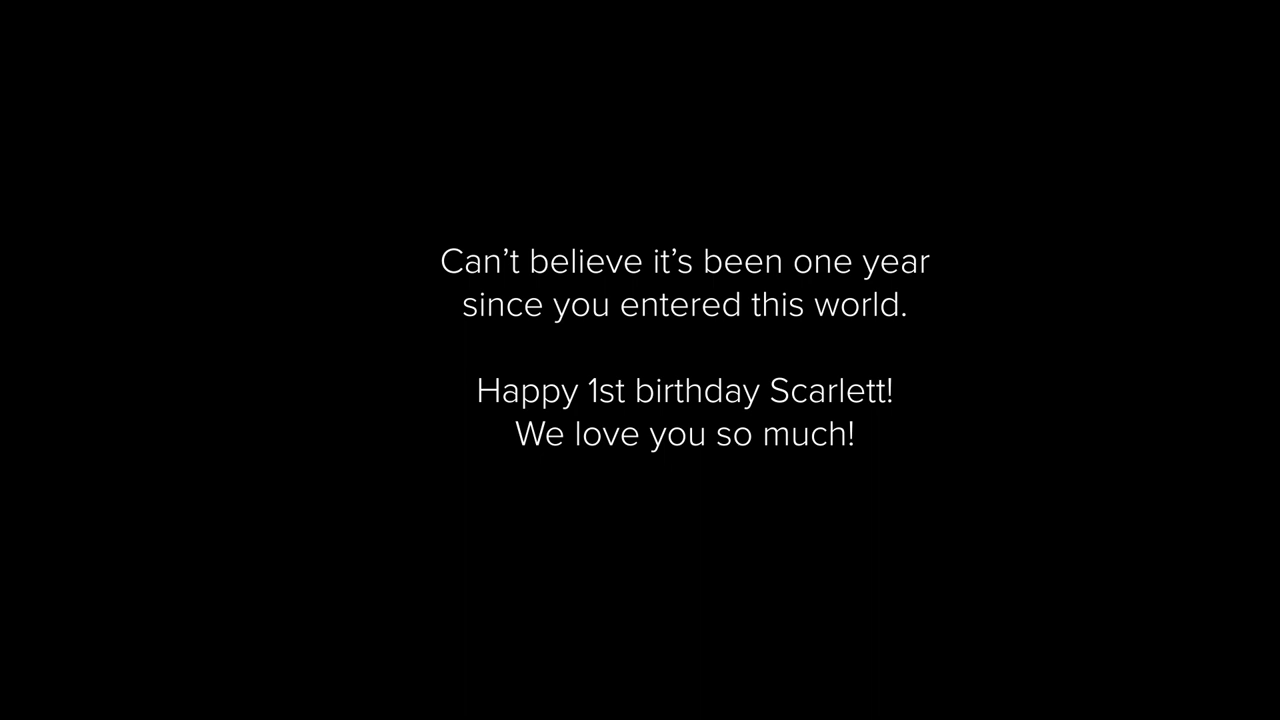 Can’t believe it’s been one year
since you entered this world.
Happy 1st birthday Scarlett!
We love you so much!